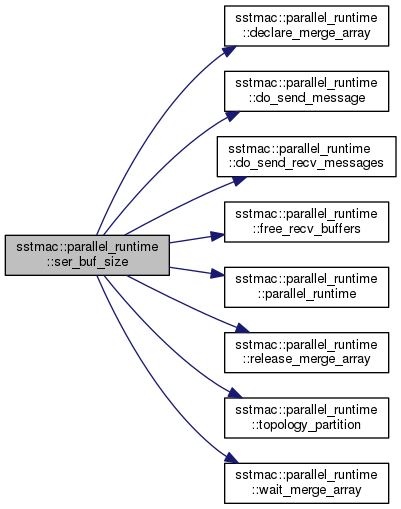 sstmac::parallel_runtime
::declare_merge_array
sstmac::parallel_runtime
::do_send_message
sstmac::parallel_runtime
::do_send_recv_messages
sstmac::parallel_runtime
::ser_buf_size
sstmac::parallel_runtime
::free_recv_buffers
sstmac::parallel_runtime
::parallel_runtime
sstmac::parallel_runtime
::release_merge_array
sstmac::parallel_runtime
::topology_partition
sstmac::parallel_runtime
::wait_merge_array